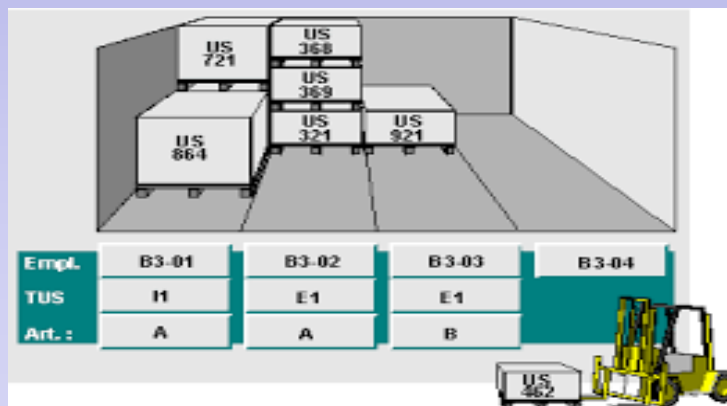 US
721
US
368
US
369
US
321
US
921
US
864
Empl. B3-01 B3-02 B3-03 B3-04
TUS I1 E1 E1
Art. : A A B
US
462